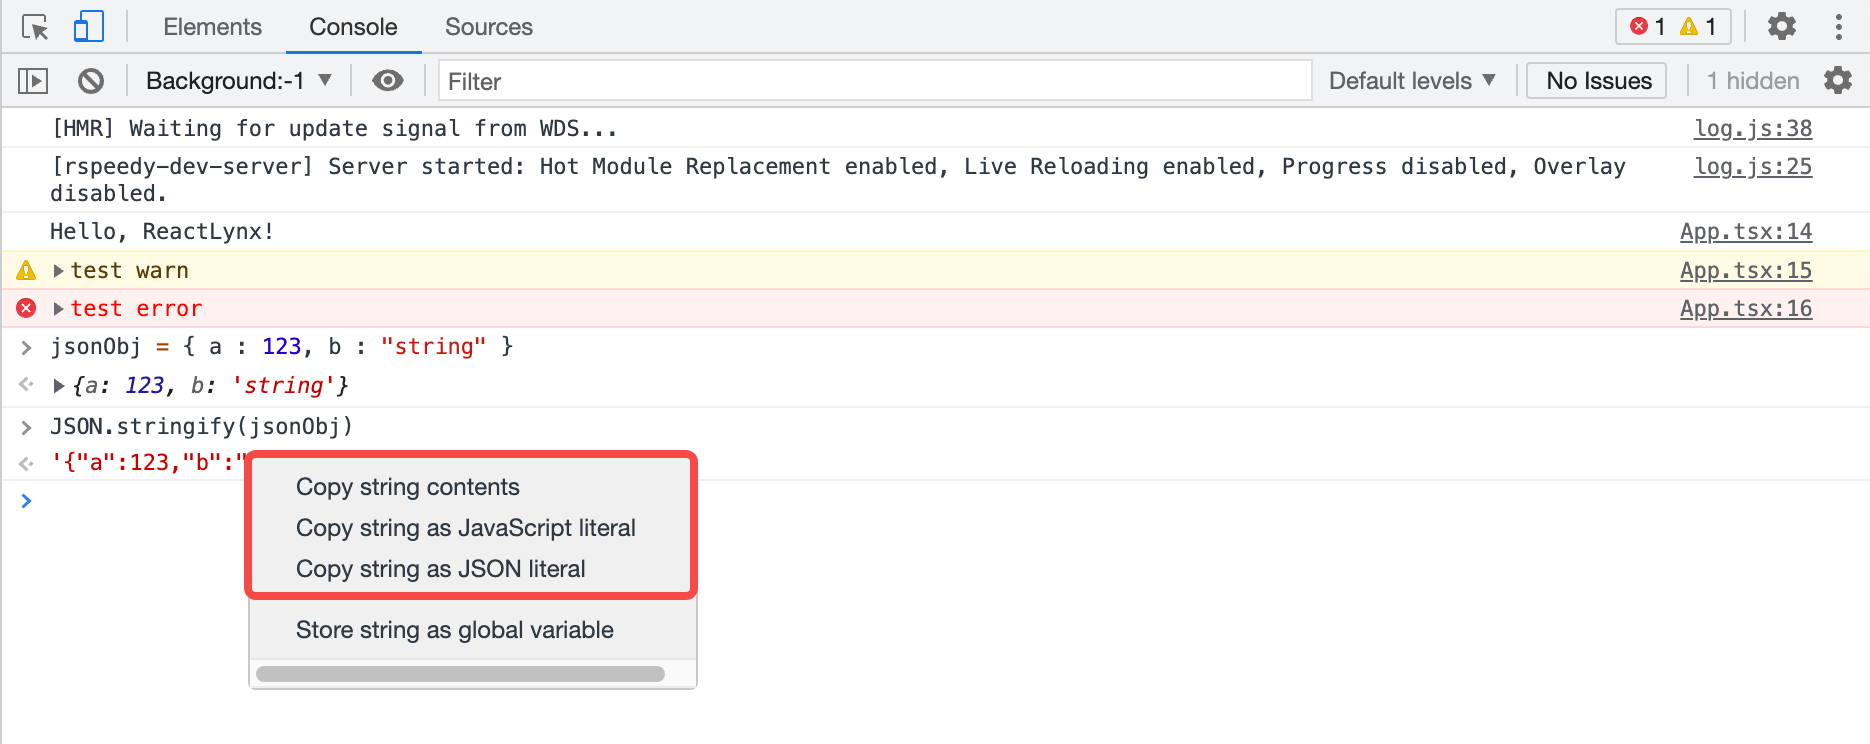 Elements Console Sources 1 1
Background:-1 ▼ Filter Default levels ▼ No Issues 1 hidden
[HMR] Waiting for update signal from WDS... log.js:38
[rspeedy-dev-server] Server started: Hot Module Replacement enabled, Live Reloading enabled, Progress disabled, Overlay log.js:25
disabled.
Hello, ReactLynx! App.tsx:14
test warn App.tsx:15
test error App.tsx:16
jsonObj = { a : 123, b : "string" }
{a: 123, b: 'string'}
JSON.stringify(jsonObj)
'{"a":123,"b":"
Copy string contents
Copy string as JavaScript literal
Copy string as JSON literal
Store string as global variable